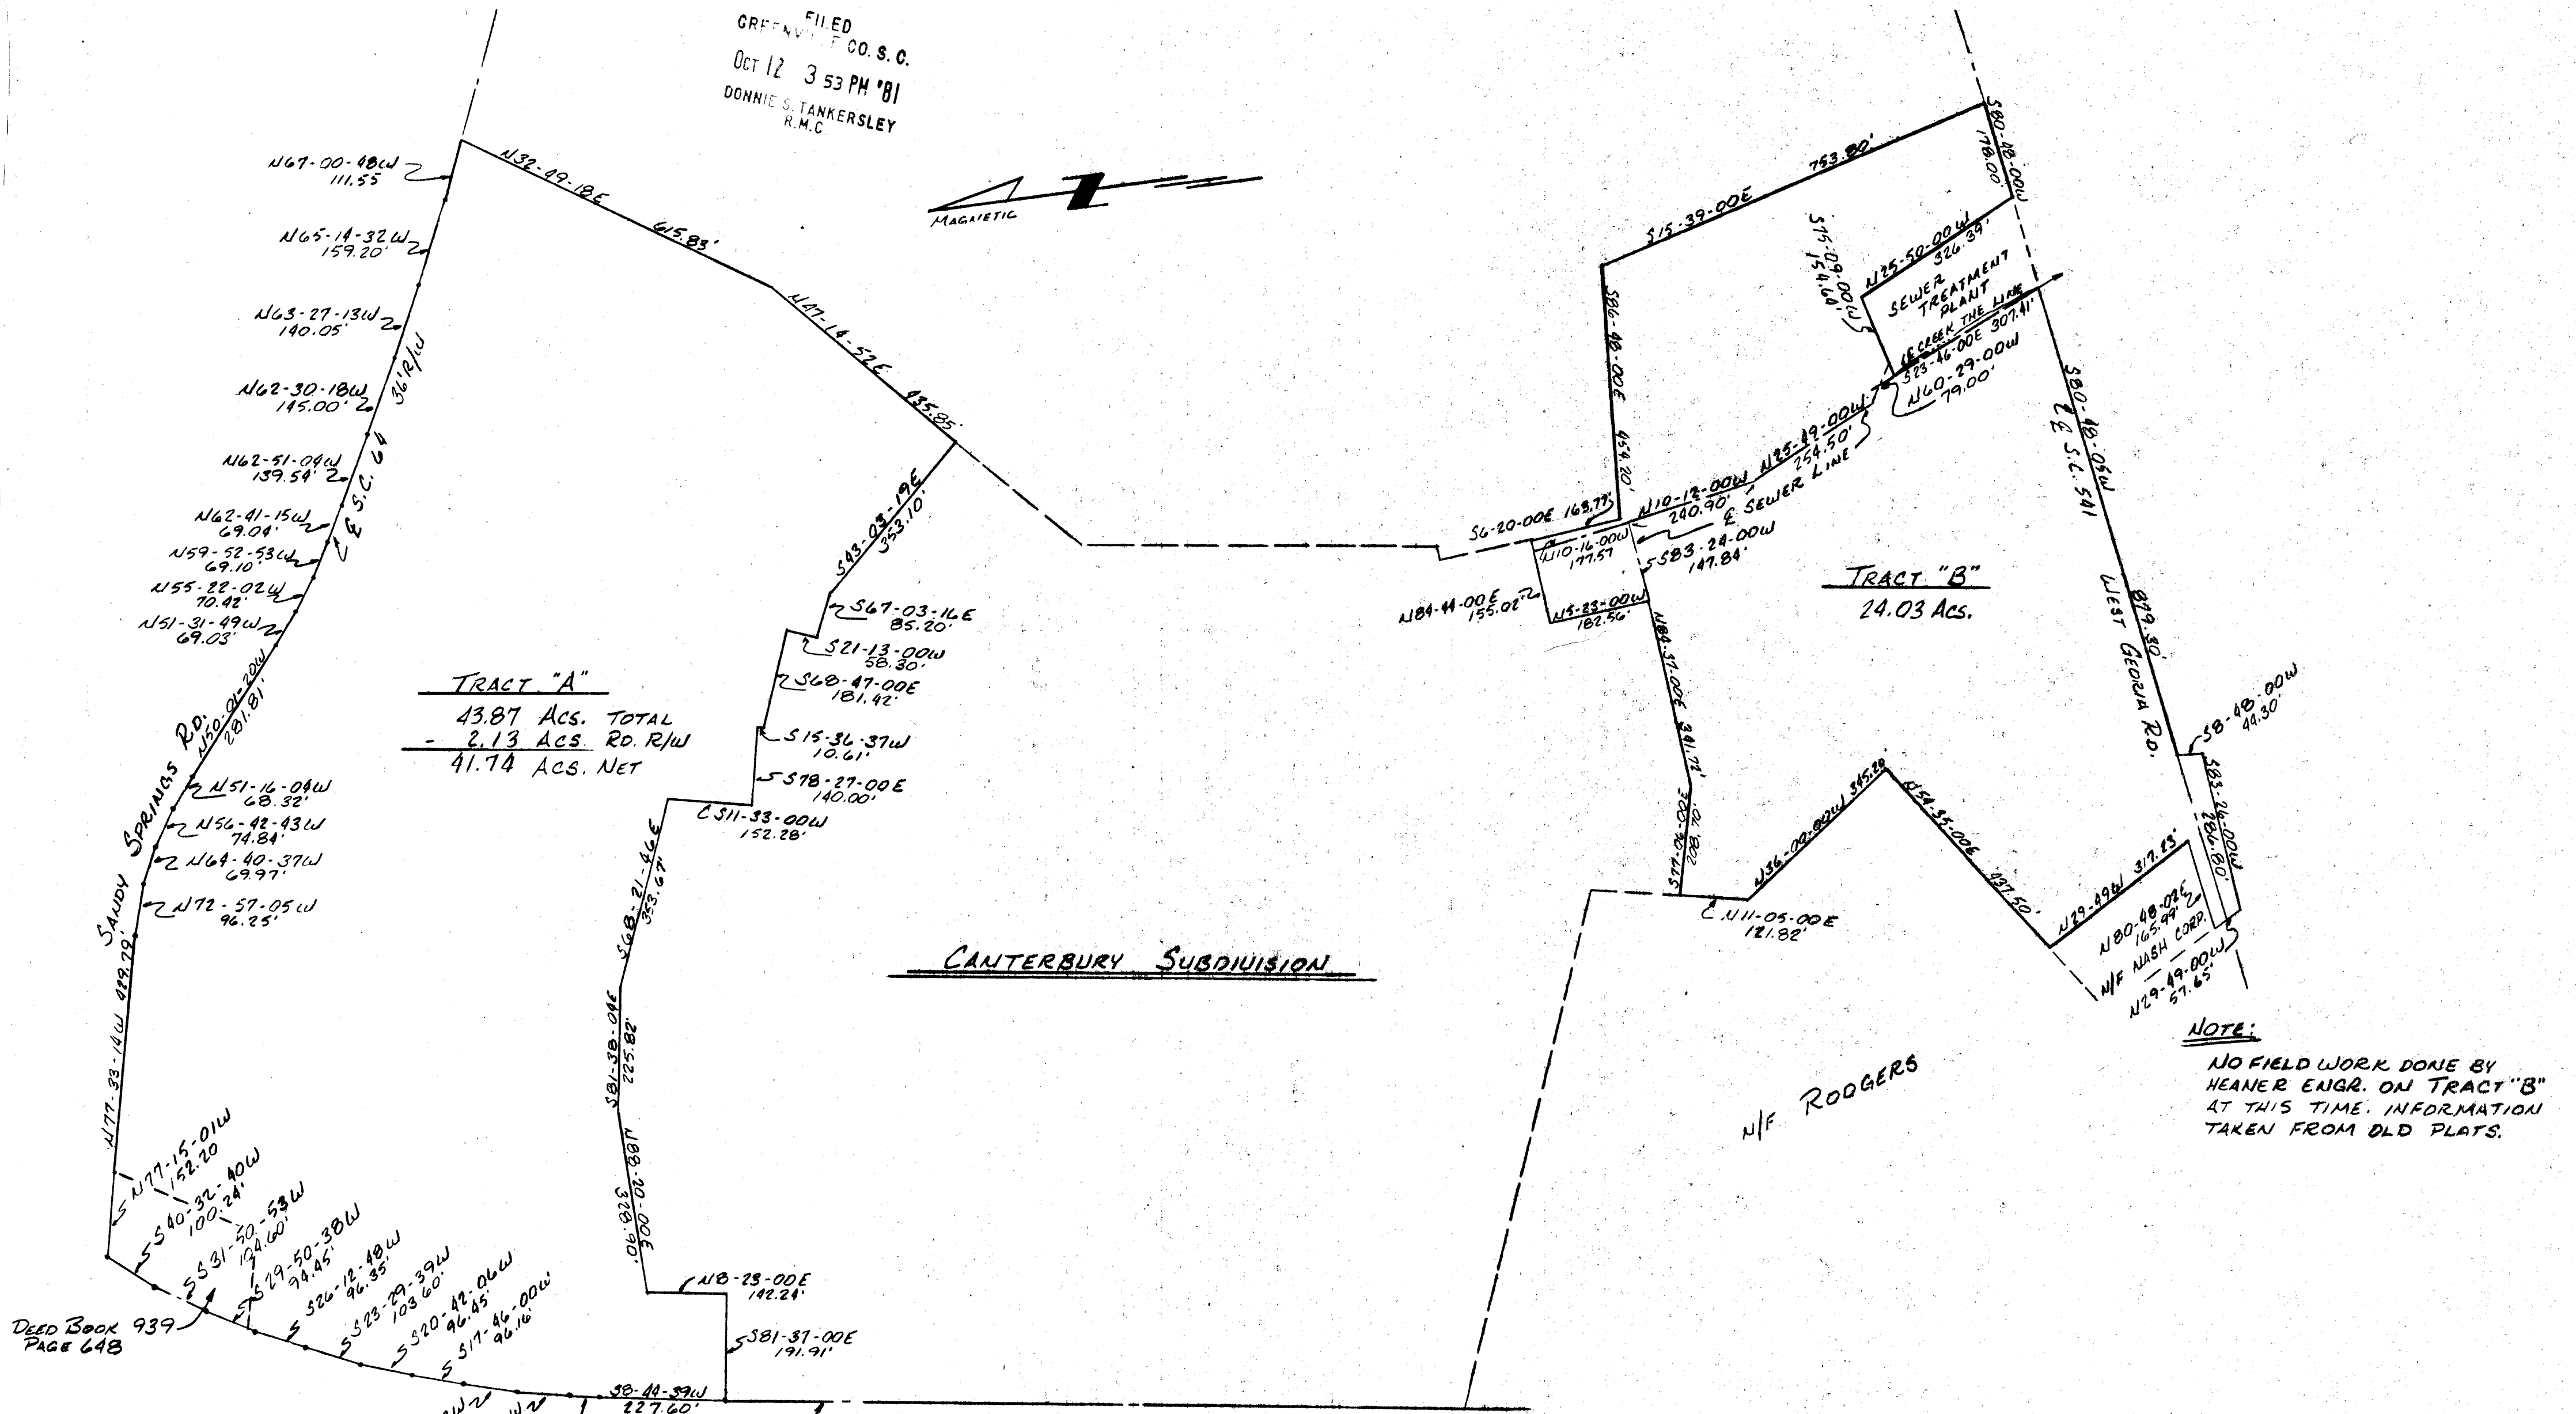 FILED
GREENVILLE CO. S. C.
OCT 12 3 53 PM '81
DONNIE S. TANKERSLEY
R.M.C
MAGNETIC
N67-00-48W
111.55
N65-14-32W
159.20'
N63-27-13W
140.05'
N62-30-18W
145.00'
N62-51-04W
139.54'
N62-41-15W
69.04'
N59-52-53W
69.10'
N55-22-02W
70.42'
N51-31-49W
69.03'
N50-01-20W
281.81'
36' R/W
℄ S.C. 64
SANDY SPRINGS RD.
N51-16-04W
68.32'
N56-42-43W
74.84'
N64-40-37W
69.97'
N72-57-05W
96.25'
N77-33-14W 429.79'
N77-15-01W
152.20
S40-32-40W
100.24'
S31-50-53W
104.60'
S29-50-38W
94.45'
S26-12-48W
96.35'
S23-29-39W
103.60'
S20-42-06W
96.45'
S17-46-00W
96.16'
DEED BOOK 939
PAGE 648
S8-44-39W
227.60'
N32-49-18E
615.83'
N47-14-52E
435.85'
S43-03-19E
353.10'
S67-03-16E
85.20'
S21-13-00W
58.30'
S68-47-00E
181.42'
S15-36-37W
10.61'
S78-27-00E
140.00'
S11-33-00W
152.28'
S68-21-46E
353.67'
S81-38-04E
225.82'
N88-20-00E
328.90'
N8-23-00E
142.24'
S81-37-00E
191.91'
TRACT "A"
43.87 ACS. TOTAL
- 2.13 ACS. RD. R/W
41.74 ACS. NET
CANTERBURY SUBDIVISION
S15-39-00E
753.80'
S80-48-00W
178.00'
N25-50-00W
326.39'
S75-09-00W
154.64'
SEWER
TREATMENT
PLANT
℄ CREEK THE LINE
S23-46-00E 307.41'
N60-29-00W
79.00'
S86-48-00E 454.20'
S6-20-00E 163.77'
N10-12-00W
240.90'
N25-49-00W
254.50'
℄ SEWER LINE
N10-16-00W
177.57
S83-24-00W
147.84'
N84-44-00E
155.02'
N5-23-00W
182.56'
N84-37-00E 341.72'
S77-06-00E
208.70'
N11-05-00E
121.82'
N36-00-00W 345.20'
N54-35-00E
437.50'
N29-49W 317.23'
N80-48-02E
165.99'
N/F NASH CORP.
N29-49-00W
57.65'
S80-48-05W
879.30'
℄ S.C. 541
WEST GEORIA RD.
S8-48-00W
44.30'
S83-26-00W
286.80'
TRACT "B"
24.03 ACS.
N/F RODGERS
NOTE:
NO FIELD WORK DONE BY
HEANER ENGR. ON TRACT "B"
AT THIS TIME. INFORMATION
TAKEN FROM OLD PLATS.